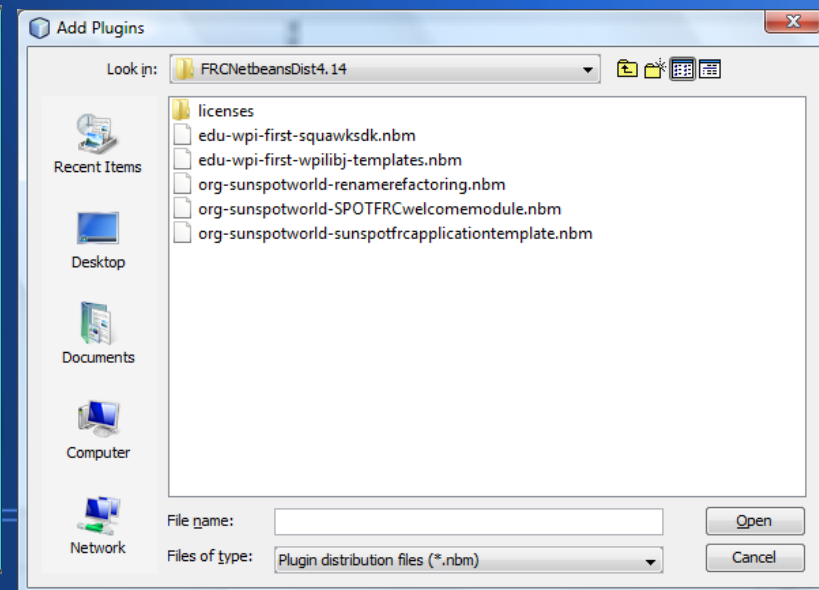 Add Plugins
Look in:
FRCNetbeansDist4.14
licenses
edu-wpi-first-squawksdk.nbm
edu-wpi-first-wpilibj-templates.nbm
org-sunspotworld-renamerefactoring.nbm
org-sunspotworld-SPOTFRCwelcomemodule.nbm
org-sunspotworld-sunspotfrcapplicationtemplate.nbm
Recent Items
Desktop
Documents
Computer
Network
File name:
Open
Files of type:
Plugin distribution files (*.nbm)
Cancel